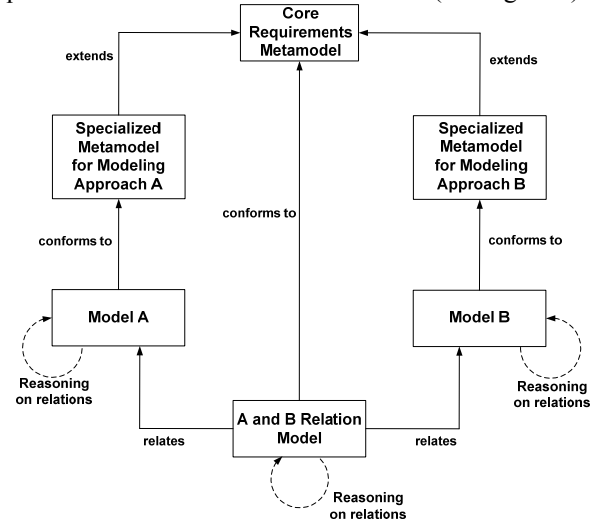 Core
Requirements
Metamodel
extends
extends
Specialized
Metamodel
for Modeling
Approach A
Specialized
Metamodel
for Modeling
Approach B
conforms to
conforms to
conforms to
Model A
Model B
Reasoning
on relations
Reasoning
on relations
A and B Relation
Model
relates
relates
Reasoning
on relations